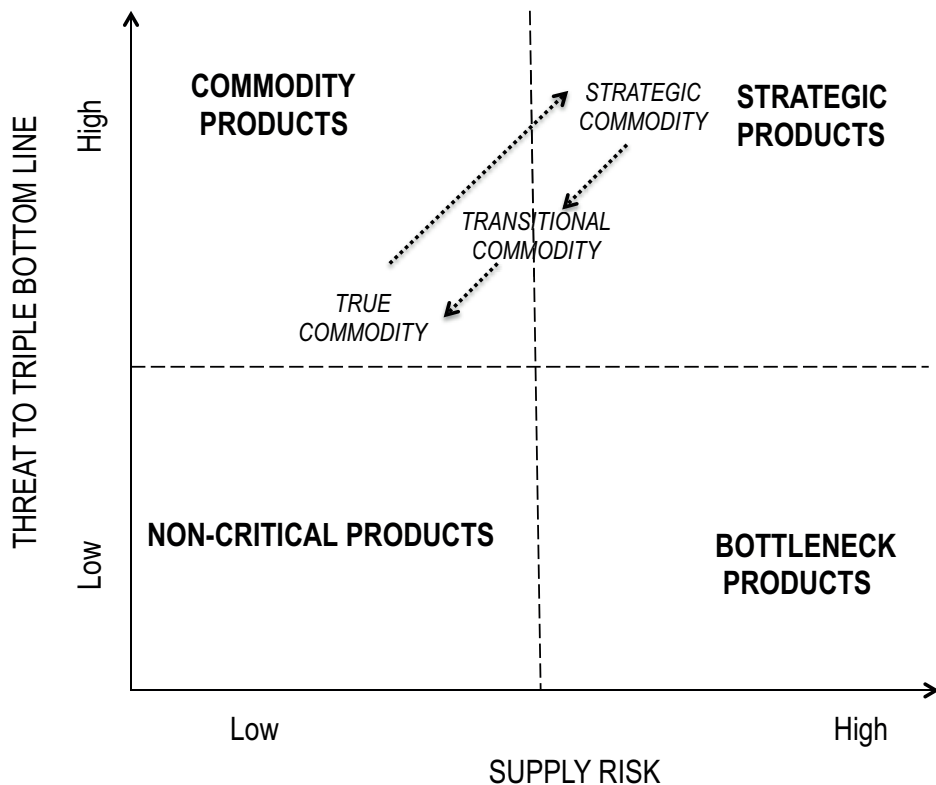 THREAT TO TRIPLE BOTTOM LINE
High
Low
COMMODITY
PRODUCTS
STRATEGIC
COMMODITY
STRATEGIC
PRODUCTS
TRANSITIONAL
COMMODITY
TRUE
COMMODITY
NON-CRITICAL PRODUCTS
BOTTLENECK
PRODUCTS
Low
High
SUPPLY RISK